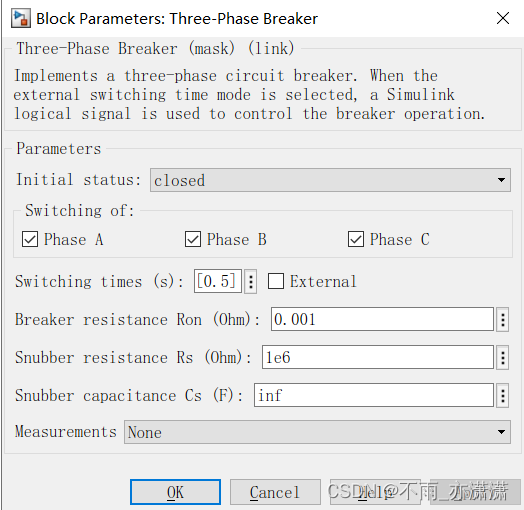 Block Parameters: Three-Phase Breaker
Three-Phase Breaker (mask) (link)
Implements a three-phase circuit breaker. When the
external switching time mode is selected, a Simulink
logical signal is used to control the breaker operation.
Parameters
Initial status: closed
Switching of:
Phase A Phase B Phase C
Switching times (s): [0.5] External
Breaker resistance Ron (Ohm): 0.001
Snubber resistance Rs (Ohm): 1e6
Snubber capacitance Cs (F): inf
Measurements None
OK Cancel Help
CSDN @不雨_亦潇潇